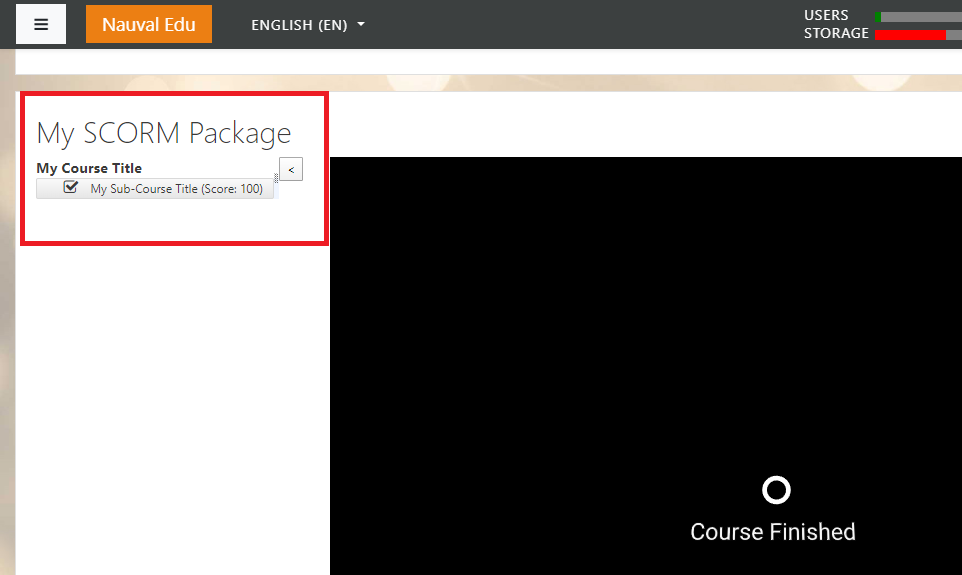 Nauval Edu
ENGLISH (EN)
USERS
STORAGE
My SCORM Package
My Course Title
<
My Sub-Course Title (Score: 100)
Course Finished